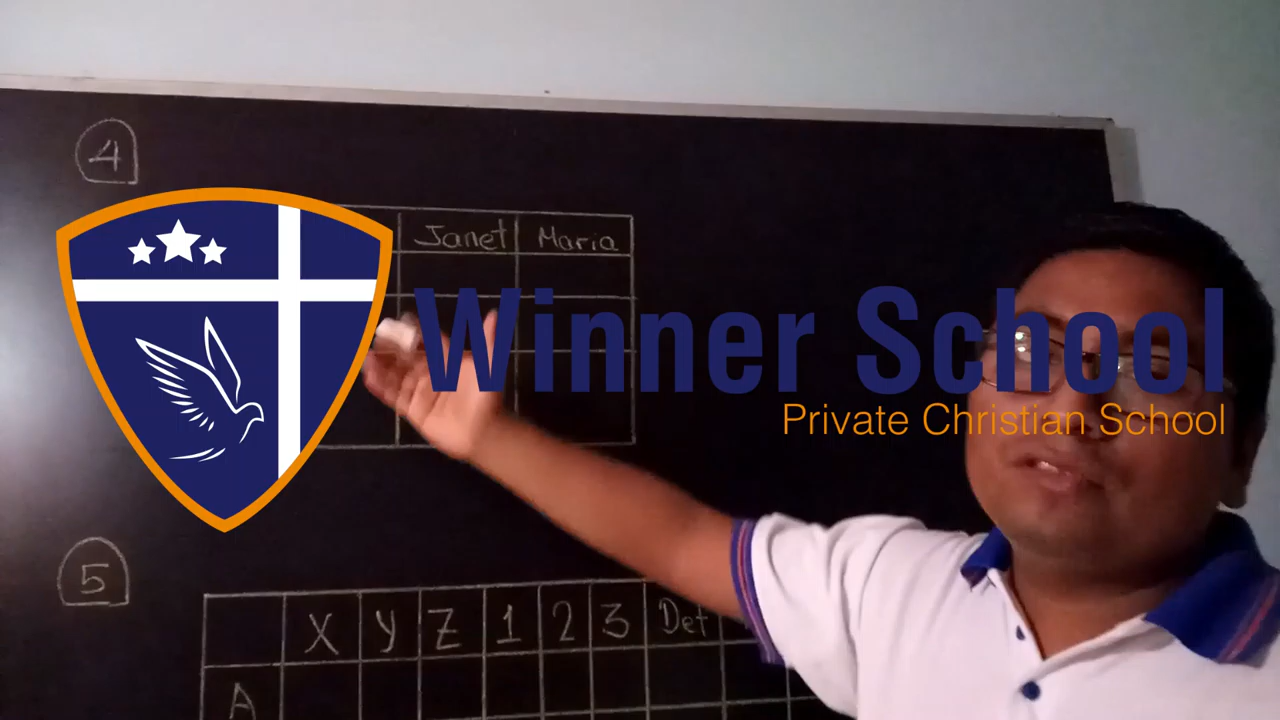 4
Janet Maria
Winner School
Private Christian School
5
X Y Z 1 2 3 Det
A